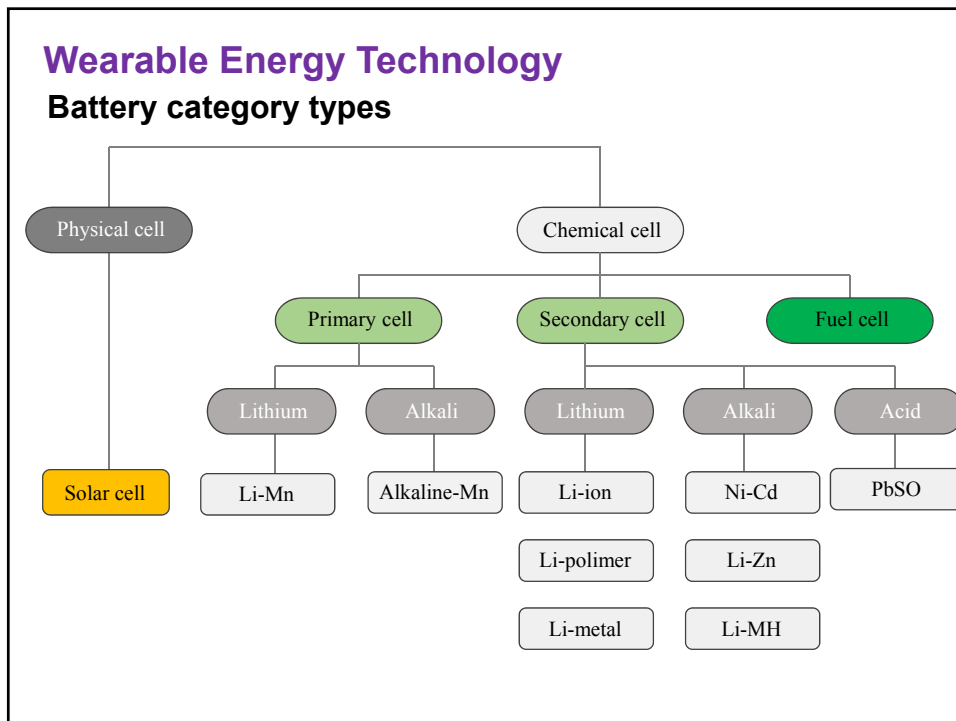 Wearable Energy Technology
Battery category types
Physical cell
Chemical cell
Primary cell
Secondary cell
Fuel cell
Lithium
Alkali
Lithium
Alkali
Acid
Solar cell
Li-Mn
Alkaline-Mn
Li-ion
Ni-Cd
PbSO
Li-polimer
Li-Zn
Li-metal
Li-MH